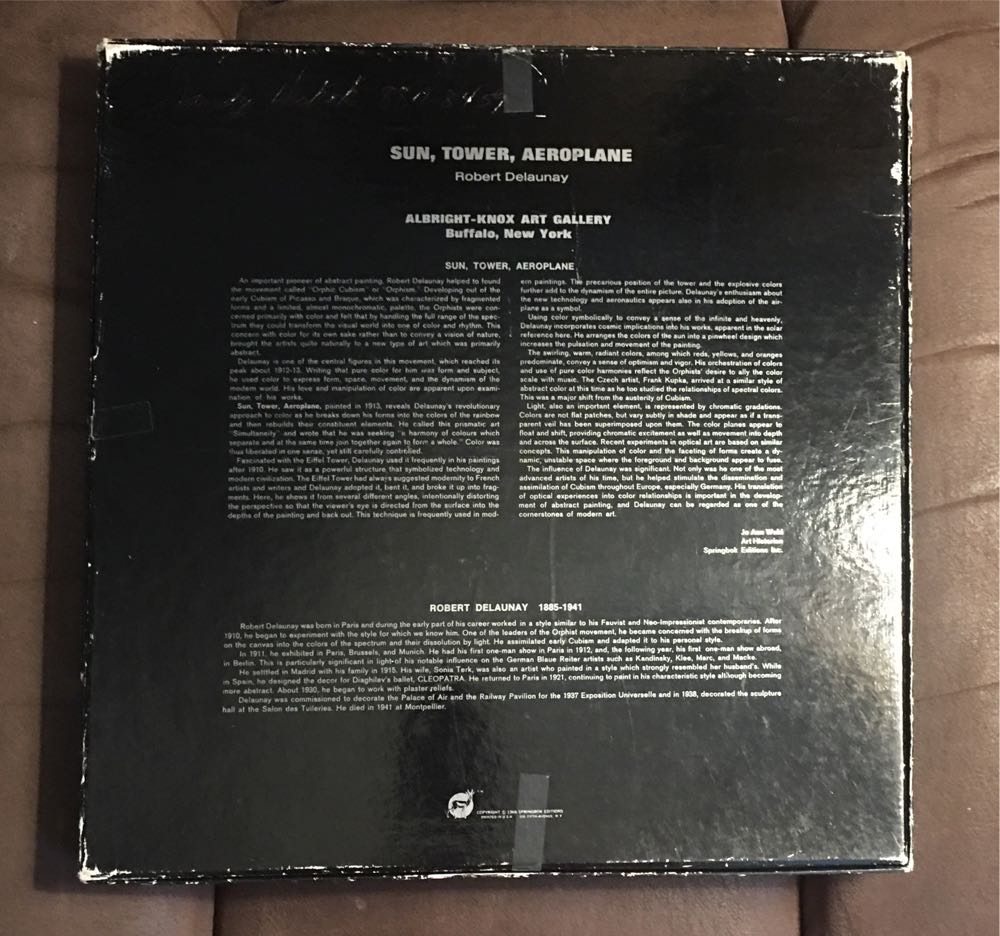 SUN, TOWER, AEROPLANE
Robert Delaunay
ALBRIGHT-KNOX ART GALLERY
Buffalo, New York
SUN, TOWER, AEROPLANE
An important pioneer of abstract painting, Robert Delaunay helped to found
the movement called "Orphic Cubism" or "Orphism." Developing out of the
early Cubism of Picasso and Braque, which was characterized by fragmented
forms and a limited, almost monochromatic, palette, the Orphists were con-
cerned primarily with color and felt that by handling the full range of the spec-
trum they could transform the visual world into one of color and rhythm. This
concern with color for its own sake rather than to convey a vision of nature,
brought the artists quite naturally to a new type of art which was primarily
abstract.
Delaunay is one of the central figures in this movement, which reached its
peak about 1912-13. Writing that pure color for him was form and subject,
he used color to express form, space, movement, and the dynamism of the
modern world. His love and manipulation of color are apparent upon exami-
nation of his works.
Sun, Tower, Aeroplane, painted in 1913, reveals Delaunay's revolutionary
approach to color as he breaks down his forms into the colors of the rainbow
and then rebuilds their constituent elements. He called this prismatic art
"Simultaneity" and wrote that he was seeking "a harmony of colours which
separate and at the same time join together again to form a whole." Color was
thus liberated in one sense, yet still carefully controlled.
Fascinated with the Eiffel Tower, Delaunay used it frequently in his paintings
after 1910. He saw it as a powerful structure that symbolized technology and
modern civilization. The Eiffel Tower had always suggested modernity to French
artists and writers and Delaunay adopted it, bent it, and broke it up into frag-
ments. Here, he shows it from several different angles, intentionally distorting
the perspective so that the viewer's eye is directed from the surface into the
depths of the painting and back out. This technique is frequently used in mod-
ern paintings. The precarious position of the tower and the explosive colors
further add to the dynamism of the entire picture. Delaunay's enthusiasm about
the new technology and aeronautics appears also in his adoption of the air-
plane as a symbol.
Using color symbolically to convey a sense of the infinite and heavenly,
Delaunay incorporates cosmic implications into his works, apparent in the solar
reference here. He arranges the colors of the sun into a pinwheel design which
increases the pulsation and movement of the painting.
The swirling, warm, radiant colors, among which reds, yellows, and oranges
predominate, convey a sense of optimism and vigor. His orchestration of colors
and use of pure color harmonies reflect the Orphists' desire to ally the color
scale with music. The Czech artist, Frank Kupka, arrived at a similar style of
abstract color at this time as he too studied the relationships of spectral colors.
This was a major shift from the austerity of Cubism.
Light, also an important element, is represented by chromatic gradations.
Colors are not flat patches, but vary subtly in shade and appear as if a trans-
parent veil has been superimposed upon them. The color planes appear to
float and shift, providing chromatic excitement as well as movement into depth
and across the surface. Recent experiments in optical art are based on similar
concepts. This manipulation of color and the faceting of forms create a dy-
namic, unstable space where the foreground and background appear to fuse.
The influence of Delaunay was significant. Not only was he one of the most
advanced artists of his time, but he helped stimulate the dissemination and
assimilation of Cubism throughout Europe, especially Germany. His translation
of optical experiences into color relationships is important in the develop-
ment of abstract painting, and Delaunay can be regarded as one of the
cornerstones of modern art.
Jo Ann
Art Historian
Springbok Editions Inc.
ROBERT DELAUNAY 1885-1941
Robert Delaunay was born in Paris and during the early part of his career worked in a style similar to his Fauvist and Neo-Impressionist contemporaries. After
1910, he began to experiment with the style for which we know him. One of the leaders of the Orphist movement, he became concerned with the breakup of forms
on the canvas into the colors of the spectrum and their dissolution by light. He assimilated early Cubism and adapted it to his personal style.
In 1911, he exhibited in Paris, Brussels, and Munich. He had his first one-man show in Paris in 1912, and, the following year, his first one-man show abroad,
in Berlin. This is particularly significant in light of his notable influence on the German Blaue Reiter artists such as Kandinsky, Klee, Marc, and Macke.
He settled in Madrid with his family in 1915. His wife, Sonia Terk, was also an artist who painted in a style which strongly resembled her husband's. While
in Spain, he designed the decor for Diaghilev's ballet, CLEOPATRA. He returned to Paris in 1921, continuing to paint in his characteristic style although becoming
more abstract. About 1930, he began to work with plaster reliefs.
Delaunay was commissioned to decorate the Palace of Air and the Railway Pavilion for the 1937 Exposition Universelle and in 1938, decorated the sculpture
hall at the Salon des Tuileries. He died in 1941 at Montpellier.
COPYRIGHT © SPRINGBOK EDITIONS
PRINTED IN U.S.A. FIFTH AVENUE, N.Y.